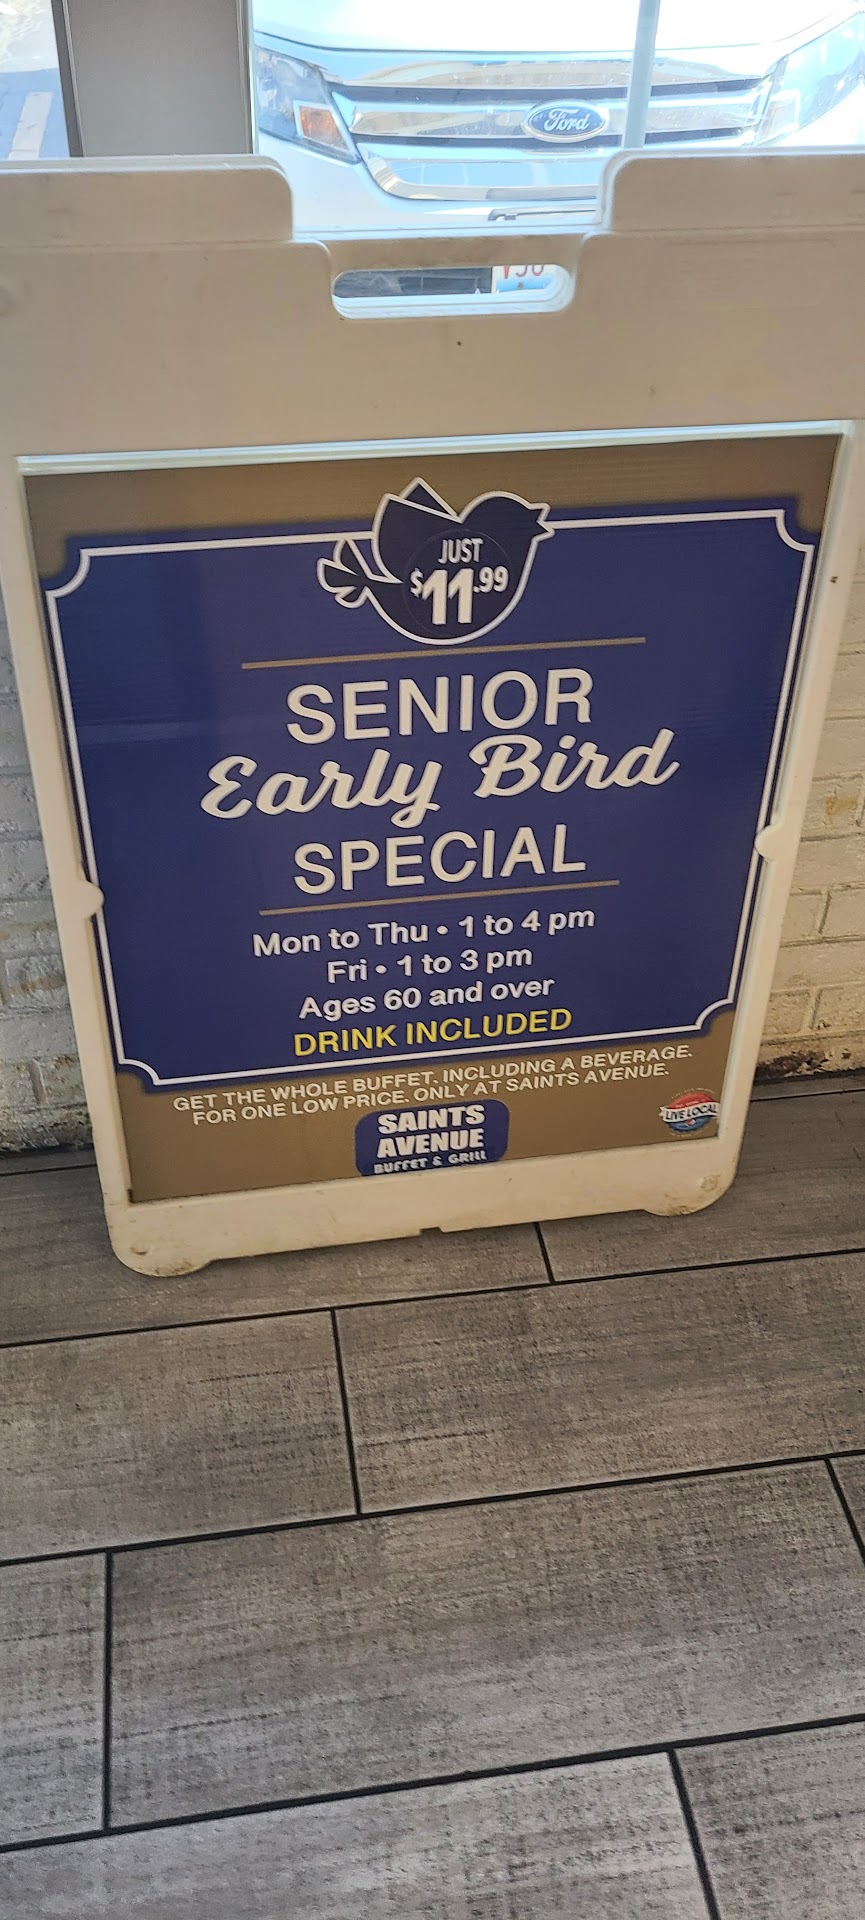 Ford
JUST
$11.99
SENIOR
Early Bird
SPECIAL
Mon to Thu • 1 to 4 pm
Fri • 1 to 3 pm
Ages 60 and over
DRINK INCLUDED
GET THE WHOLE BUFFET. INCLUDING A BEVERAGE.
FOR ONE LOW PRICE. ONLY AT SAINTS AVENUE.
SAINTS
AVENUE
BUFFET & GRILL
LIVE LOCAL